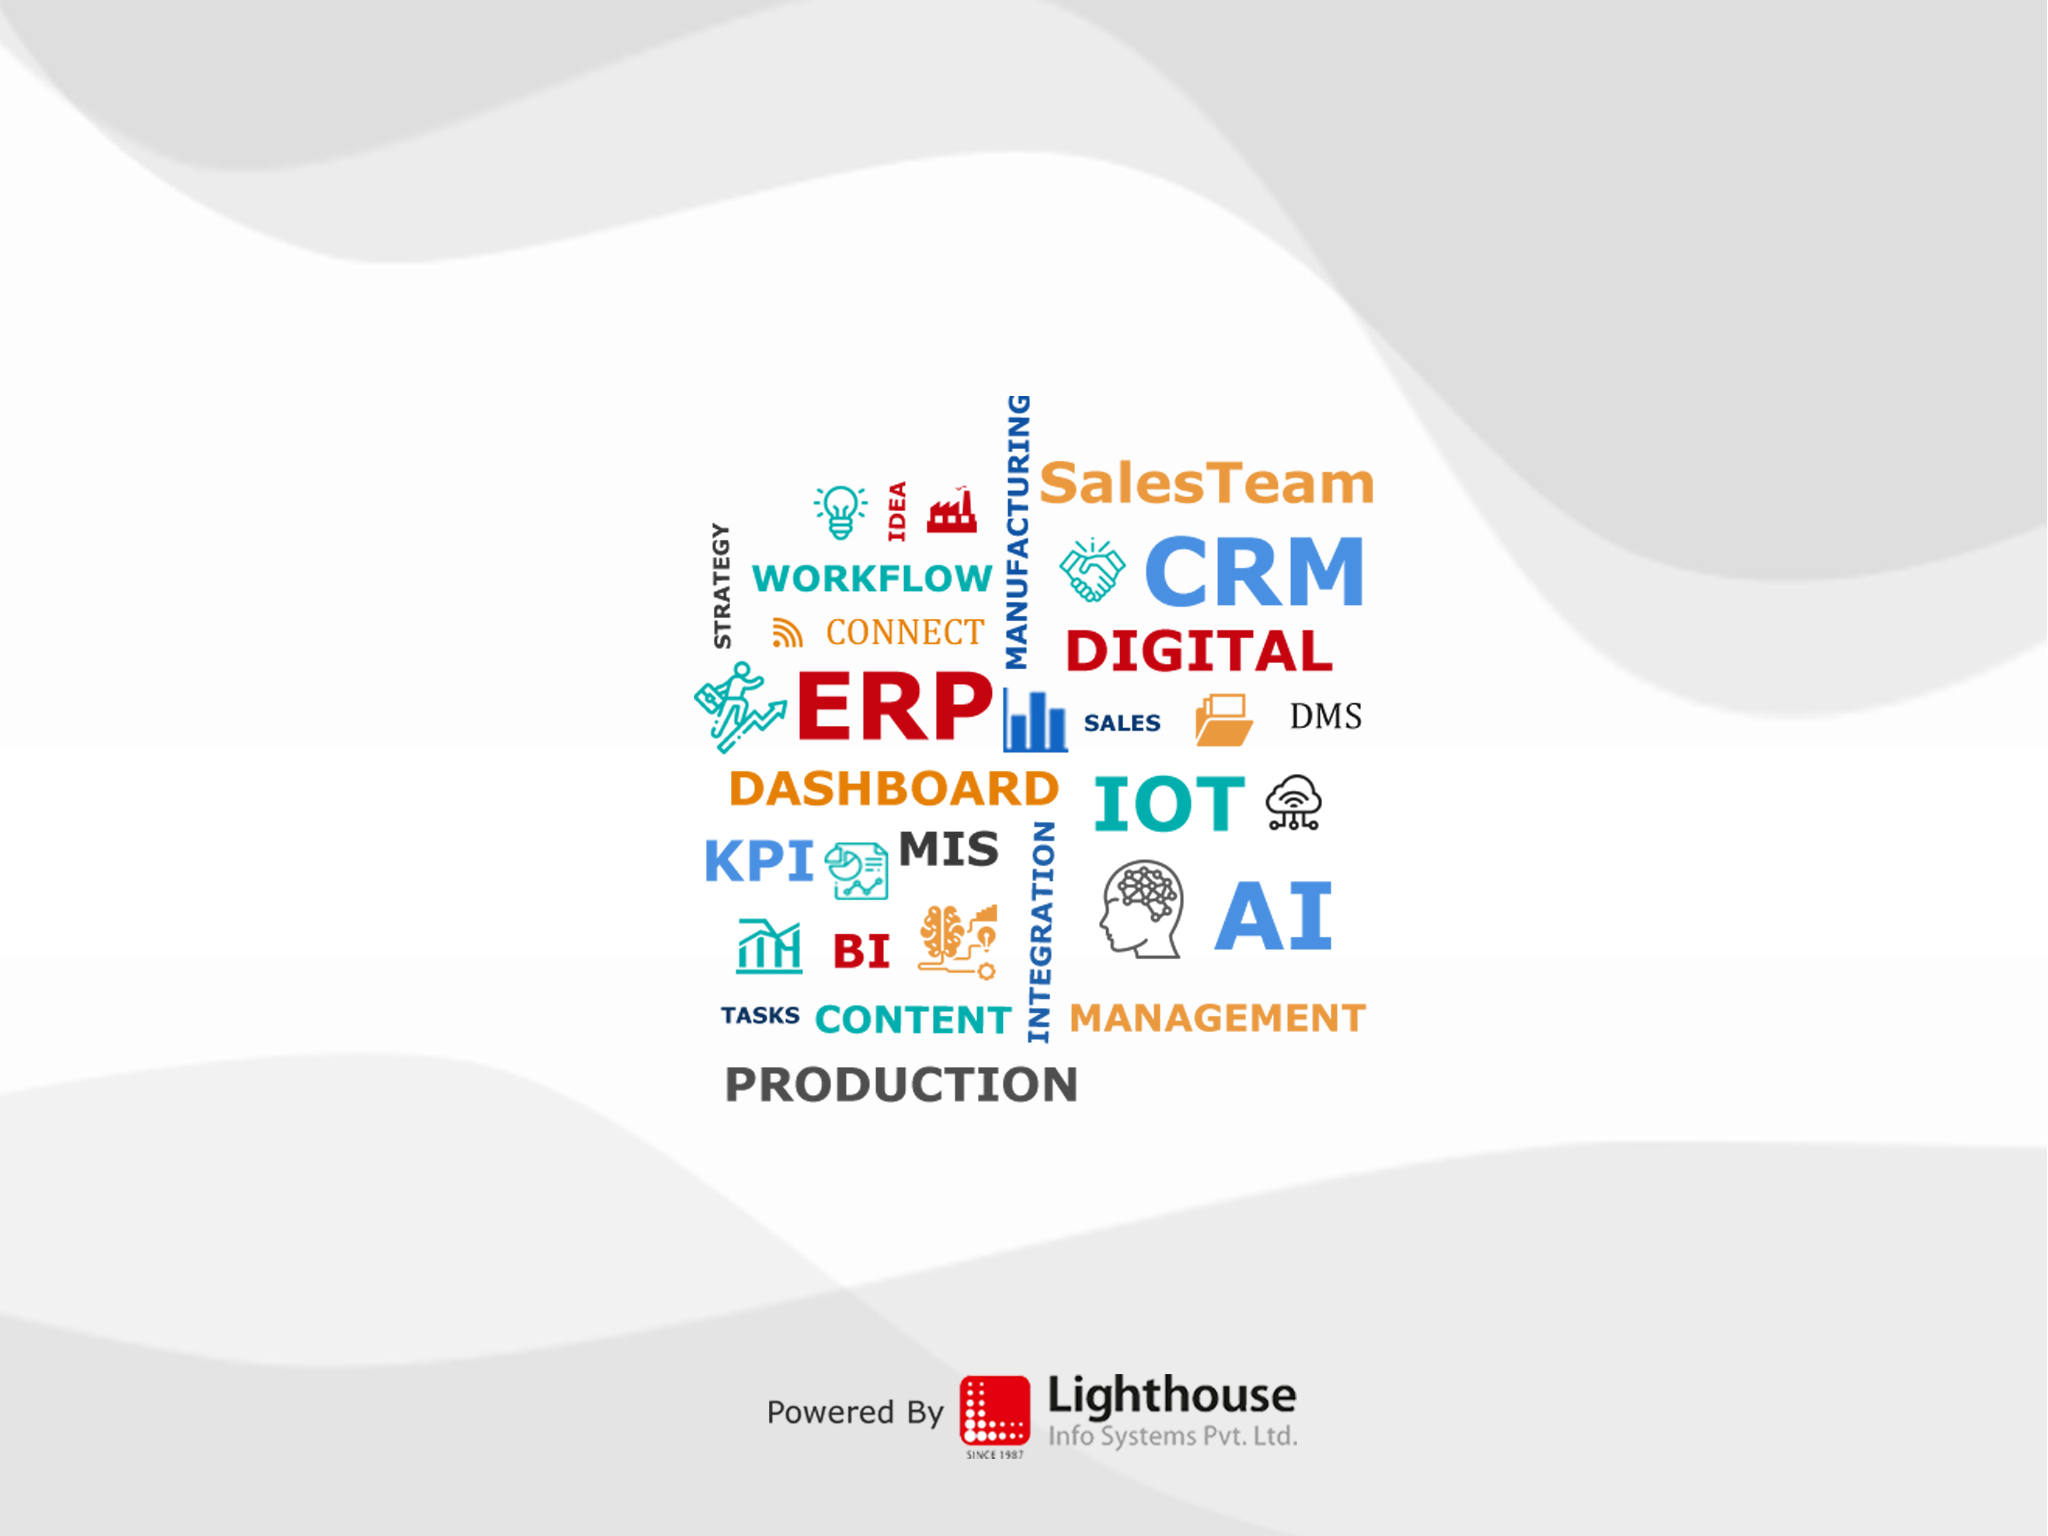 MANUFACTURING
SalesTeam
IDEA
STRATEGY
WORKFLOW
CRM
CONNECT
DIGITAL
ERP
SALES
DMS
DASHBOARD
IOT
KPI
MIS
INTEGRATION
BI
AI
TASKS
CONTENT
MANAGEMENT
PRODUCTION
Powered By
Lighthouse
Info Systems Pvt. Ltd.
SINCE 1987